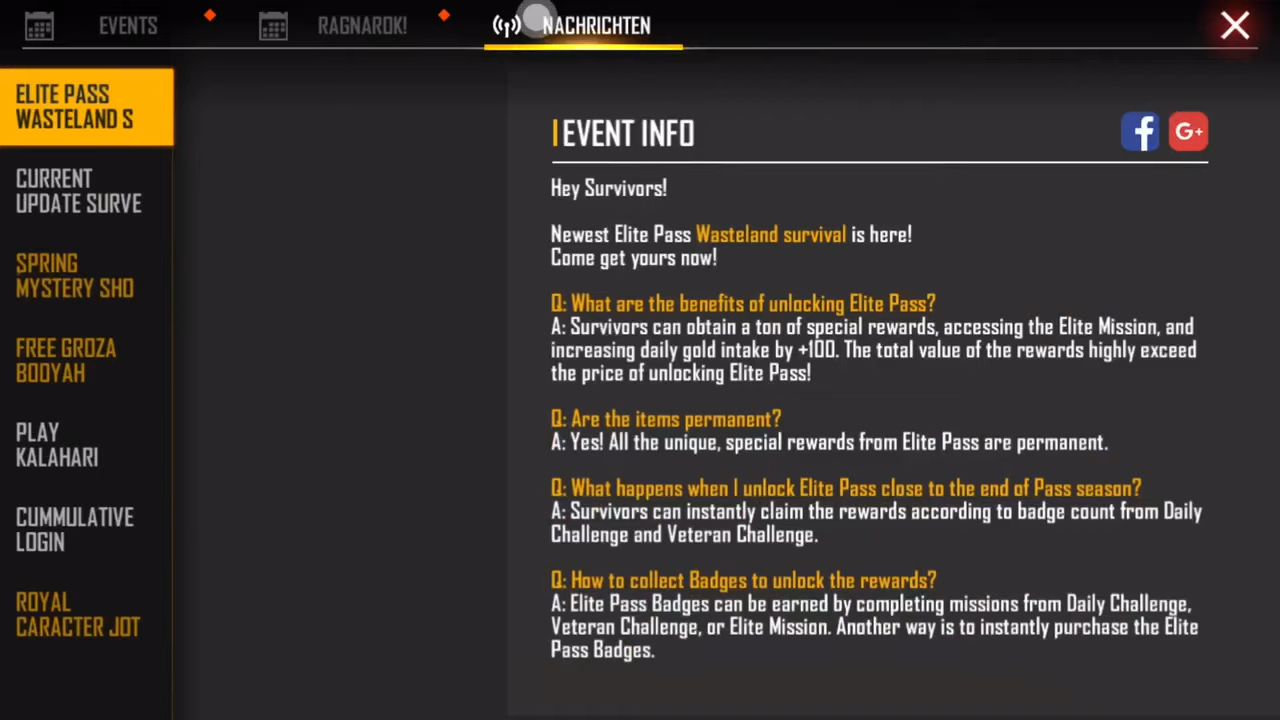 EVENTS
RAGNAROK!
NACHRICHTEN
ELITE PASS
WASTELAND S
CURRENT
UPDATE SURVE
SPRING
MYSTERY SHO
FREE GROZA
BOOYAH
PLAY
KALAHARI
CUMMULATIVE
LOGIN
ROYAL
CARACTER JOT
EVENT INFO
f
G+
Hey Survivors!
Newest Elite Pass Wasteland survival is here!
Come get yours now!
Q: What are the benefits of unlocking Elite Pass?
A: Survivors can obtain a ton of special rewards, accessing the Elite Mission, and
increasing daily gold intake by +100. The total value of the rewards highly exceed
the price of unlocking Elite Pass!
Q: Are the items permanent?
A: Yes! All the unique, special rewards from Elite Pass are permanent.
Q: What happens when I unlock Elite Pass close to the end of Pass season?
A: Survivors can instantly claim the rewards according to badge count from Daily
Challenge and Veteran Challenge.
Q: How to collect Badges to unlock the rewards?
A: Elite Pass Badges can be earned by completing missions from Daily Challenge,
Veteran Challenge, or Elite Mission. Another way is to instantly purchase the Elite
Pass Badges.